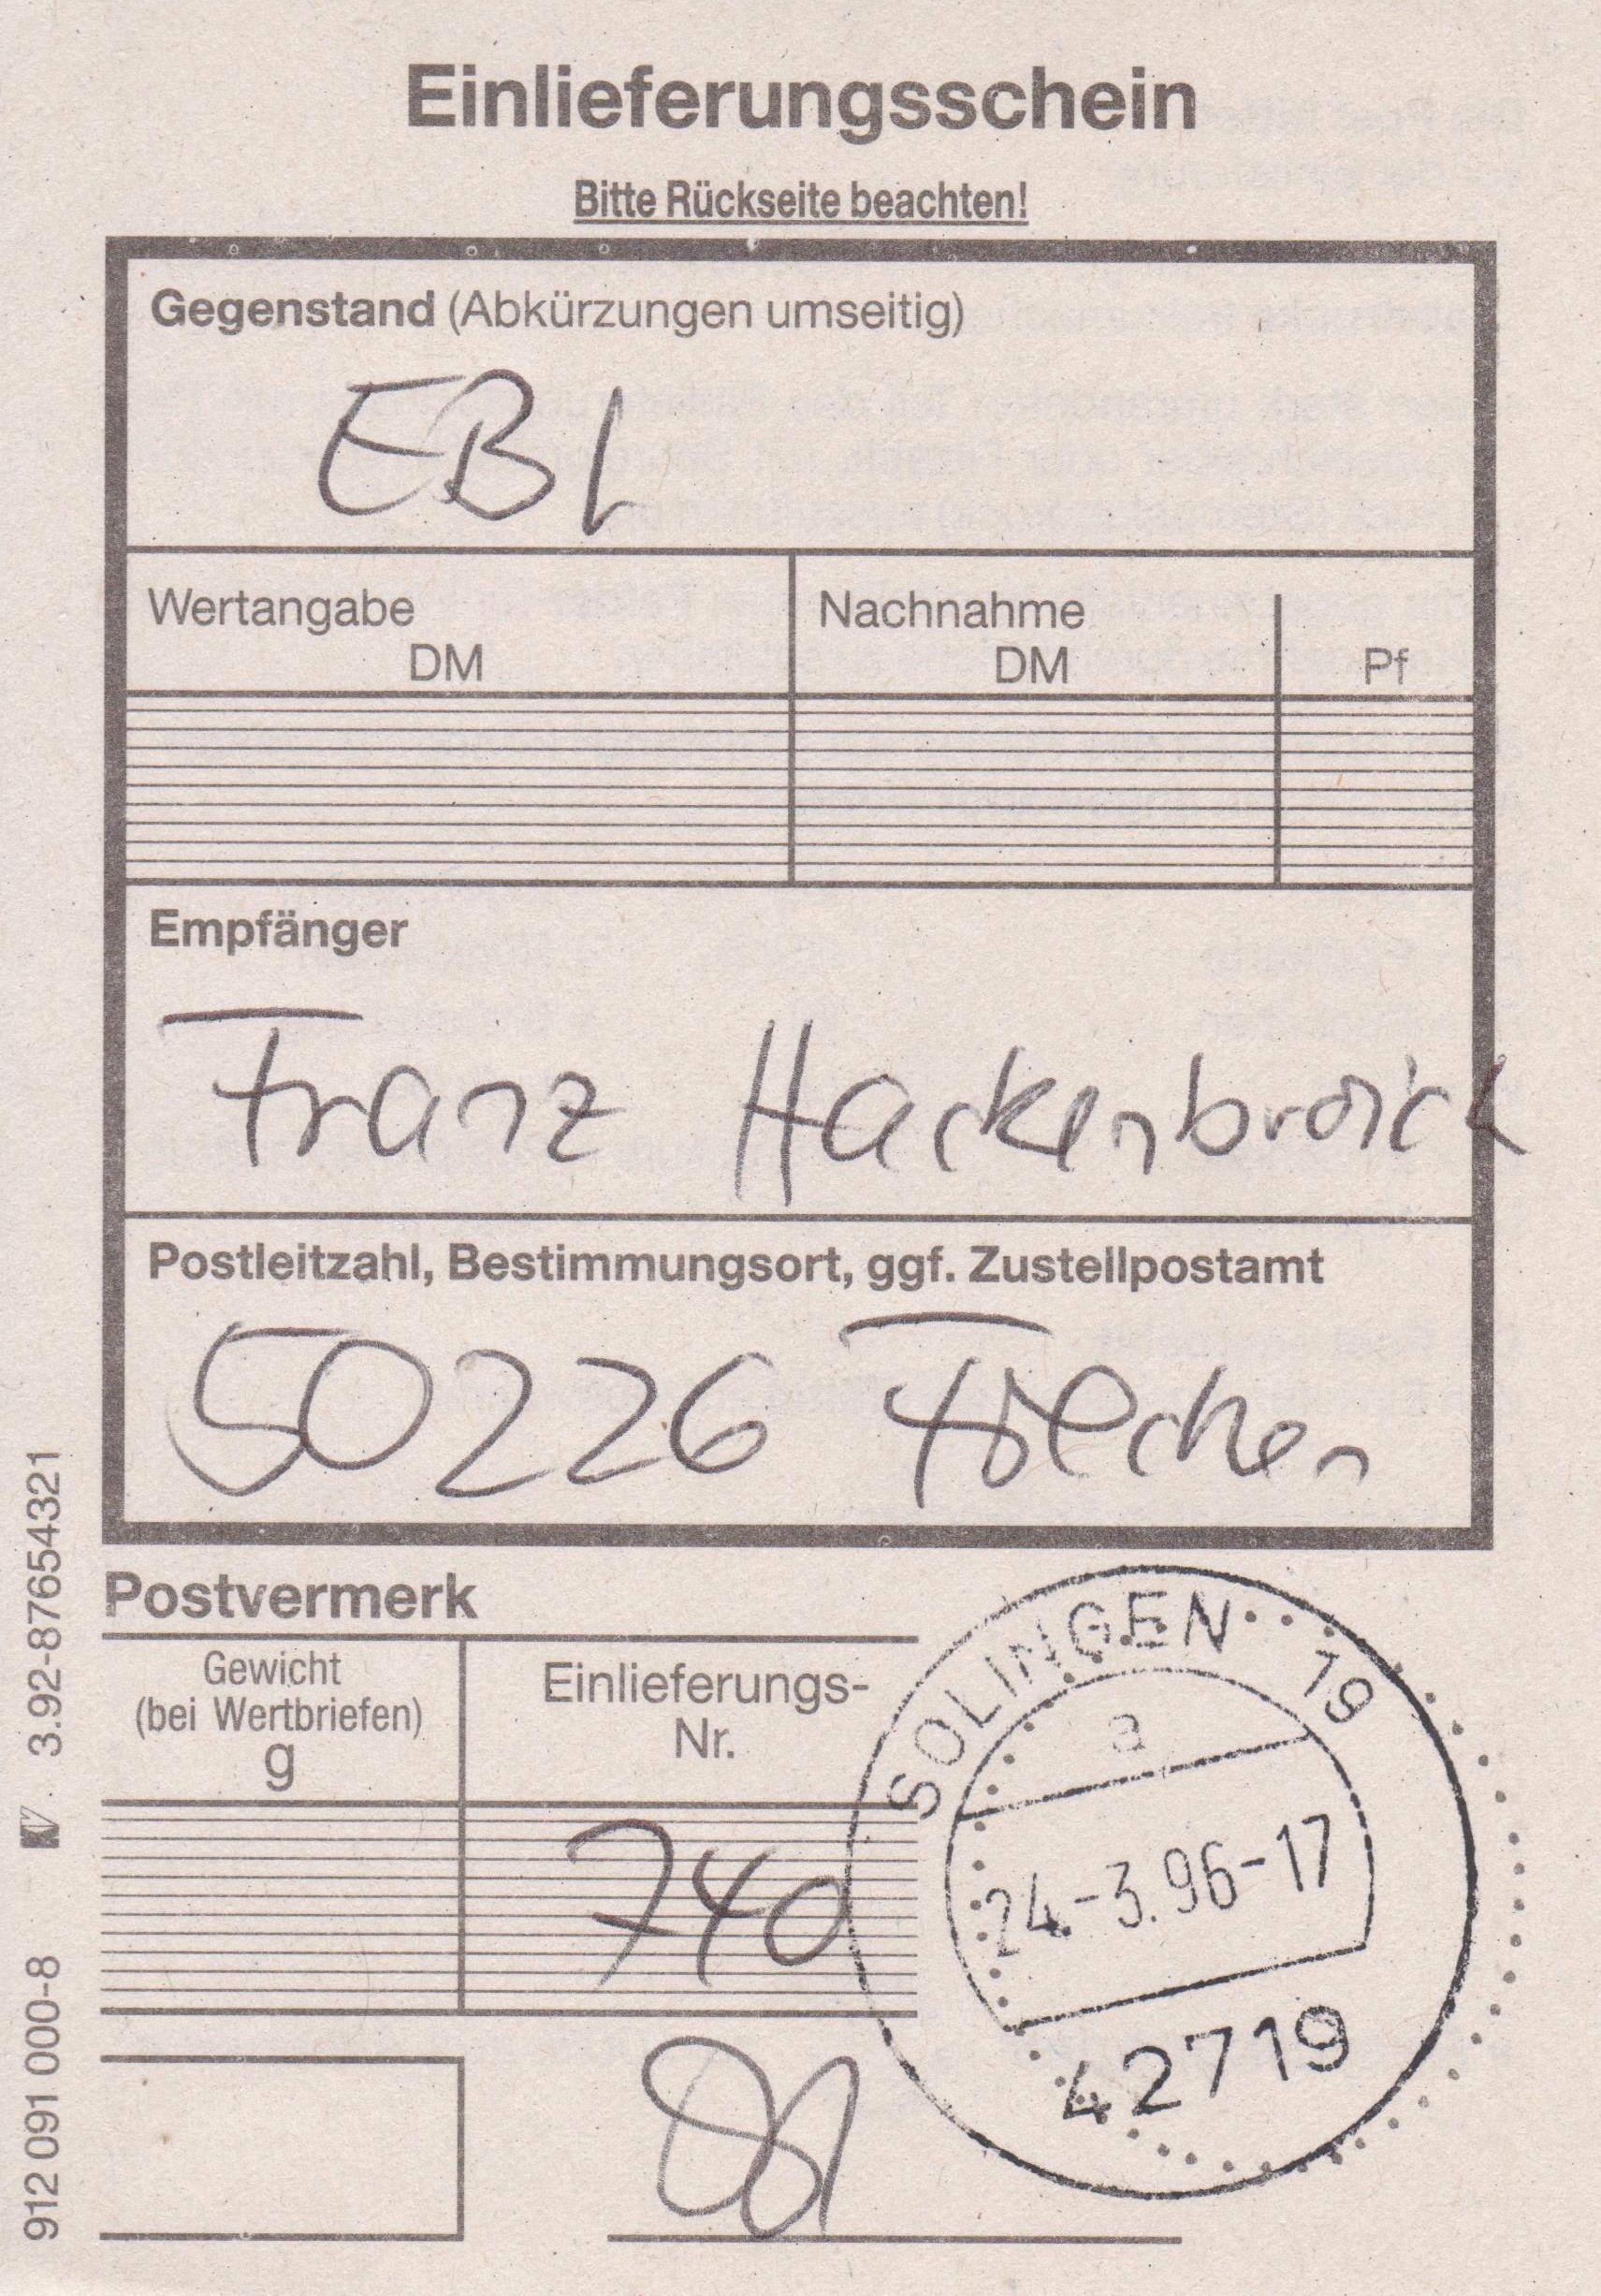 Einlieferungsschein
Bitte Rückseite beachten!
Gegenstand (Abkürzungen umseitig)
EBL
Wertangabe
DM
Nachnahme
DM
Pf
Empfänger
Franz Hackenbroich
Postleitzahl, Bestimmungsort, ggf. Zustellpostamt
50226 Frechen
Postvermerk
Gewicht
(bei Wertbriefen)
g
Einlieferungs-
Nr.
740
SOLINGEN 19
a
24.-3.96-17
42719
912 091 000-8
3.92-87654321